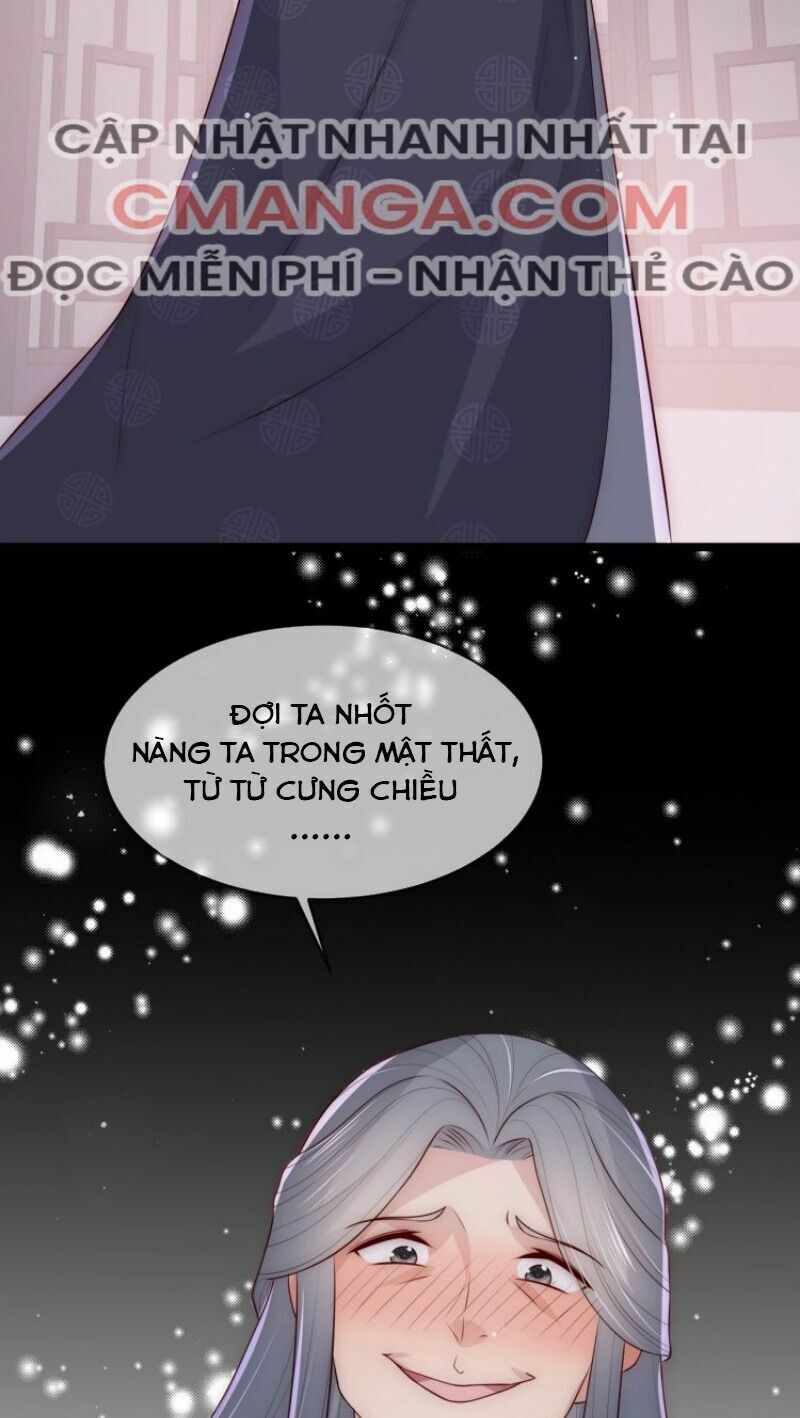 CẬP NHẬT NHANH NHẤT TẠI
CMANGA.COM
ĐỌC MIỄN PHÍ - NHẬN THẺ CÀO
ĐỢI TA NHỐT
NÀNG TA TRONG MẬT THẤT,
TỪ TỪ CƯNG CHIỀU
......